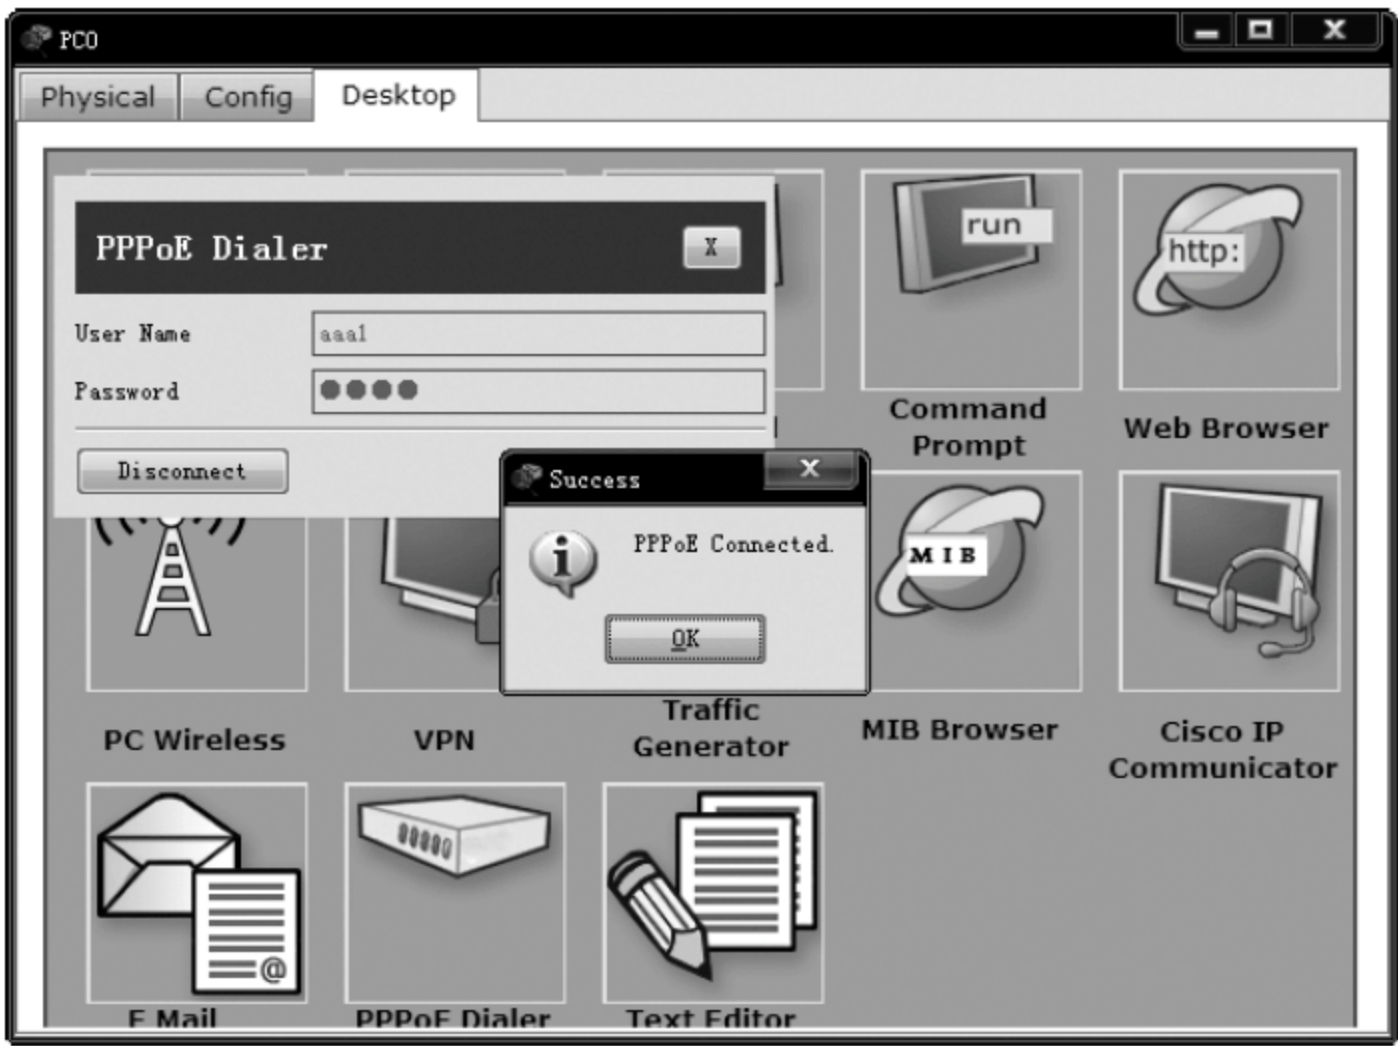 PC0
Physical
Config
Desktop
PPPoE Dialer
X
User Name
aaa1
Password
Disconnect
run
http:
Command
Prompt
Web Browser
Success
X
PPPoE Connected.
OK
MIB
PC Wireless
VPN
Traffic
Generator
MIB Browser
Cisco IP
Communicator
@
E Mail
PPPoE Dialer
Text Editor